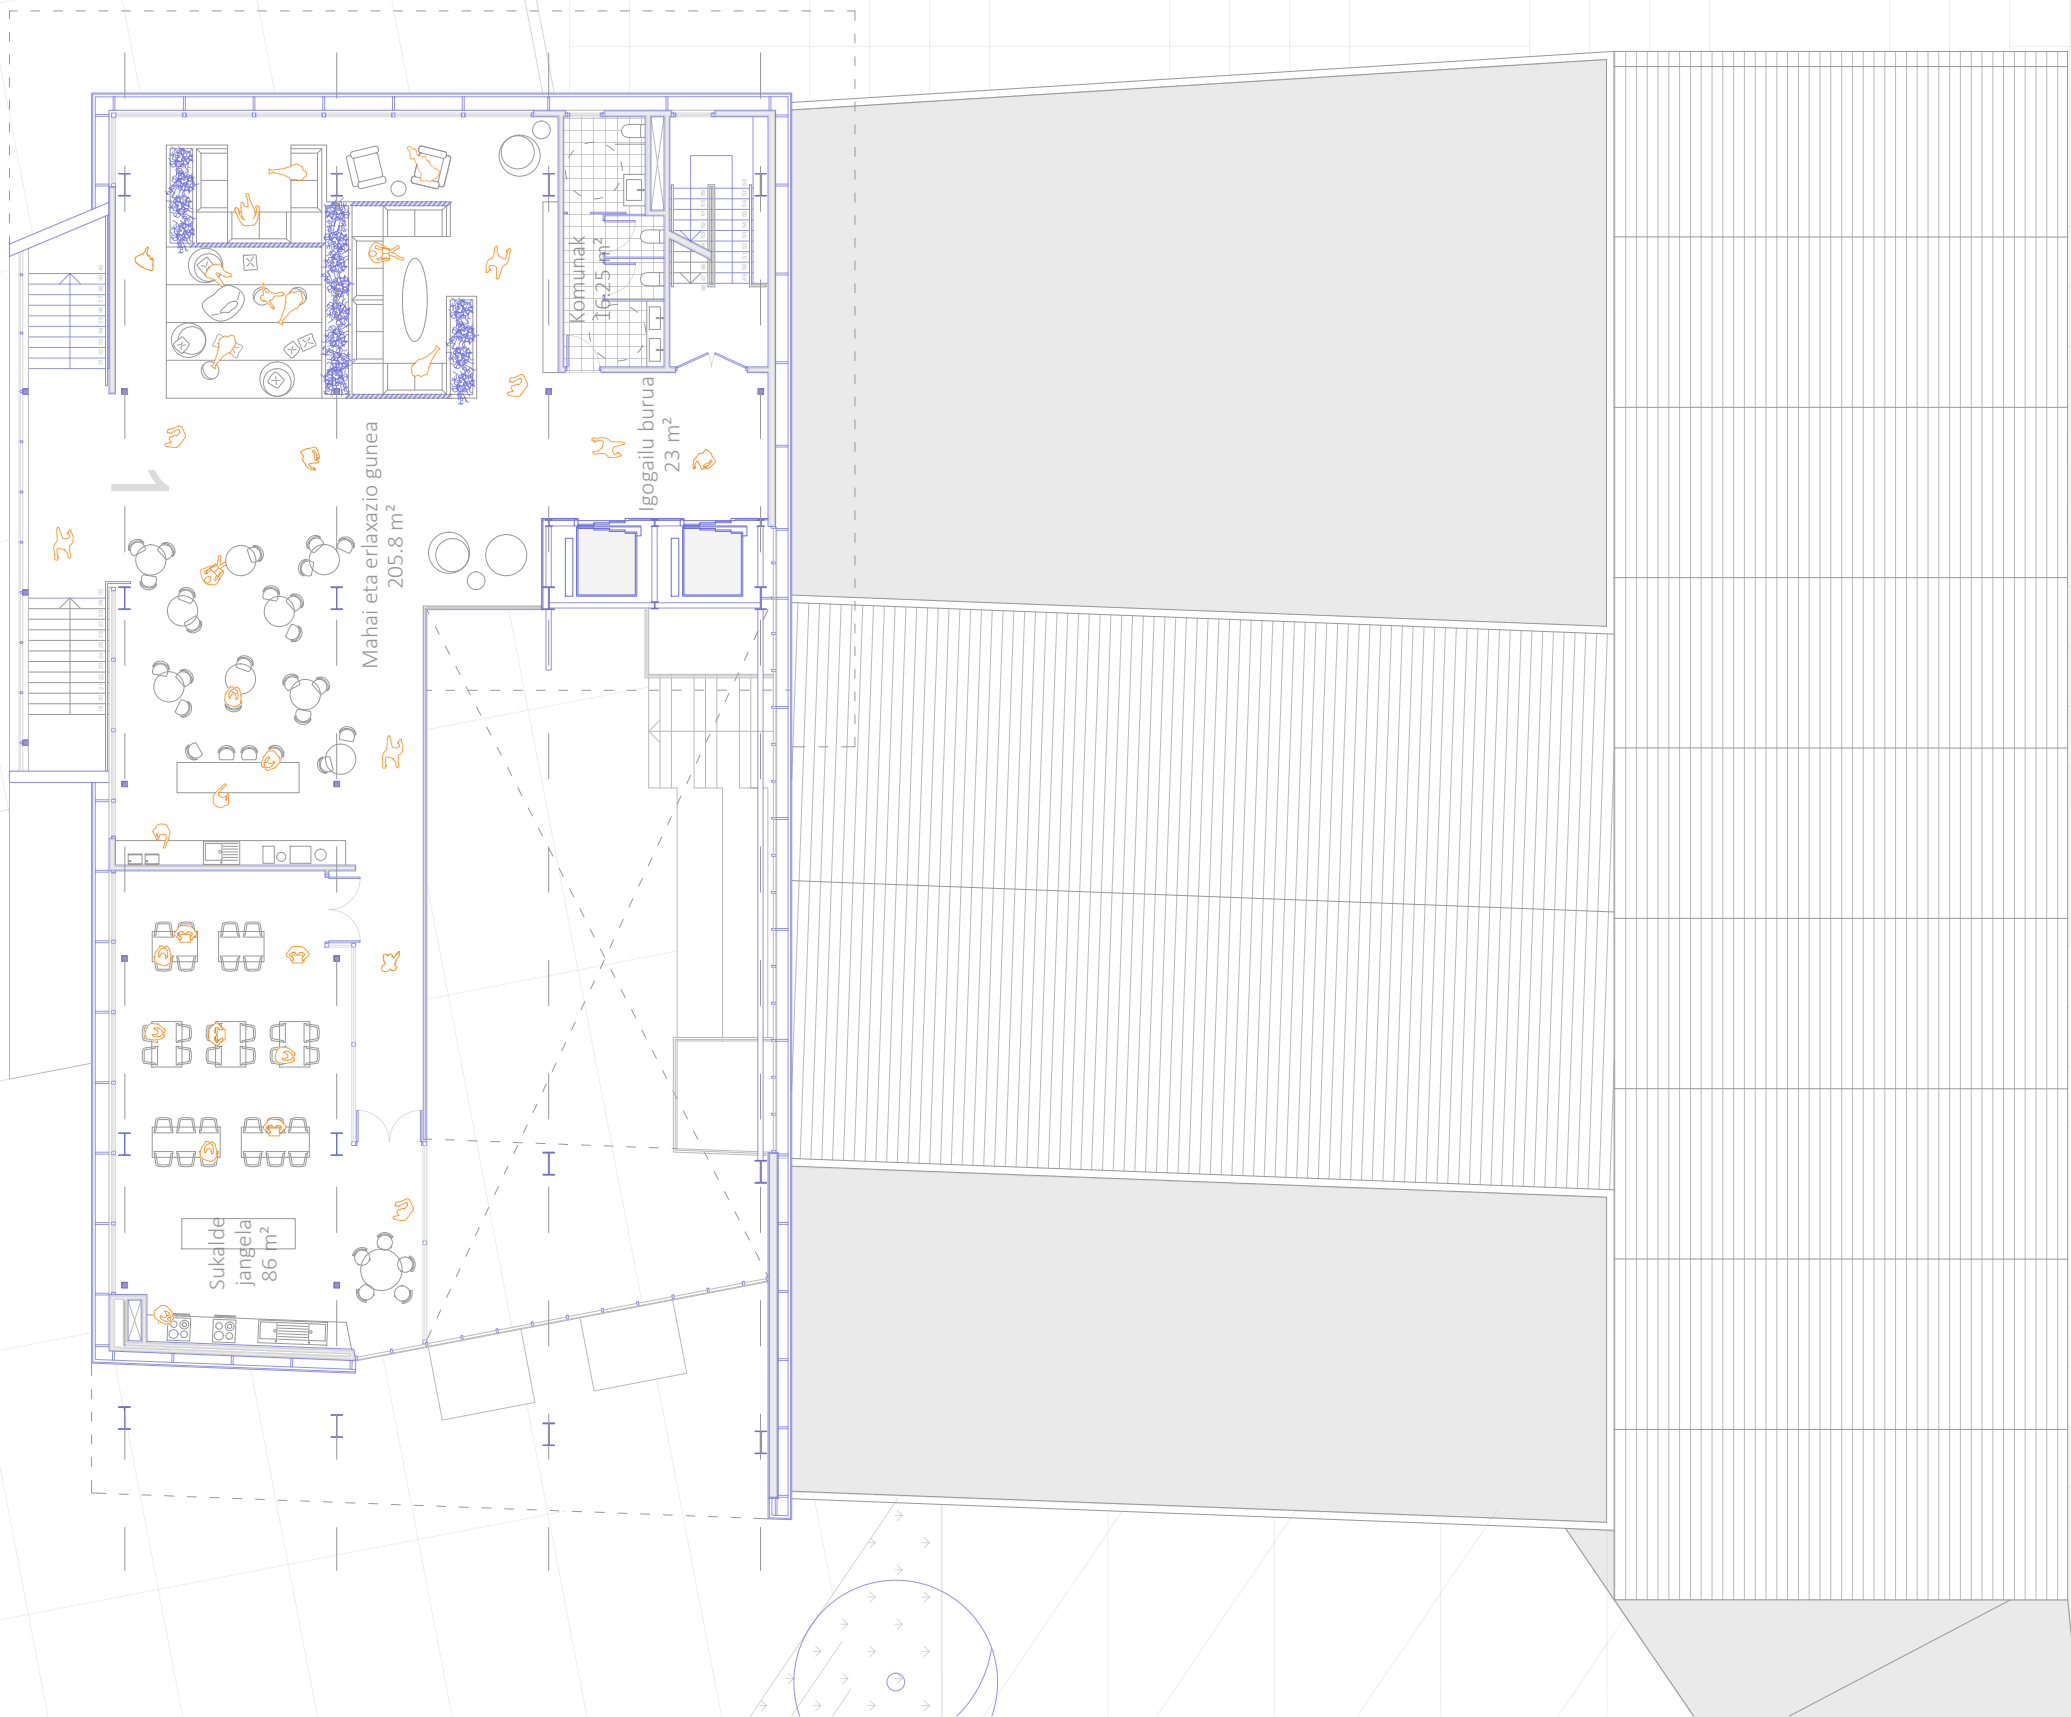 Komunak
16.25 m²
Igogailu burua
23 m²
1
Mahai eta erlaxazio gunea
205.8 m²
Sukalde
jangela
86 m²